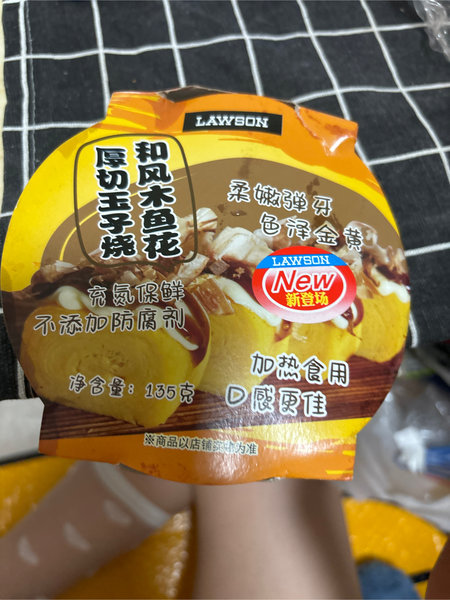 LAWSON
和风木鱼花
厚切玉子烧
柔嫩弹牙
色泽金黄
LAWSON
New
新登场
充氮保鲜
不添加防腐剂
加热食用
口感更佳
净含量：135克
※商品以店铺实物为准